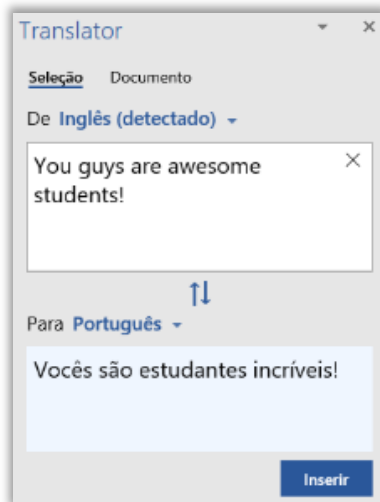 Translator
Seleção Documento
De Inglês (detectado)
You guys are awesome
students!
Para Português
Vocês são estudantes incríveis!
Inserir